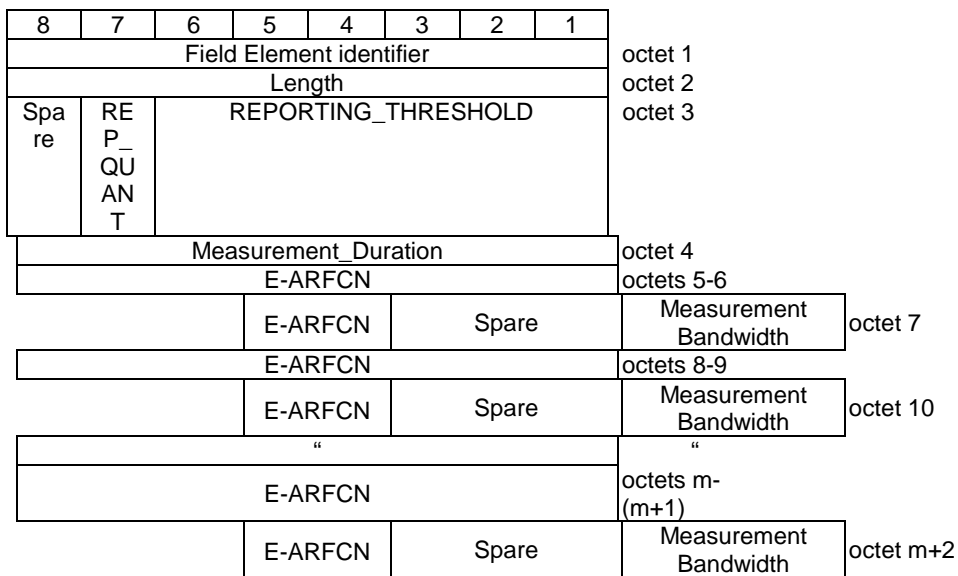 8 7 6 5 4 3 2 1
Field Element identifier octet 1
Length octet 2
Spa RE REPORTING_THRESHOLD octet 3
re P_
QU
AN
T
Measurement_Duration octet 4
E-ARFCN octets 5-6
E-ARFCN Spare Measurement Bandwidth octet 7
E-ARFCN octets 8-9
E-ARFCN Spare Measurement Bandwidth octet 10
“ “
E-ARFCN octets m-
(m+1)
E-ARFCN Spare Measurement Bandwidth octet m+2